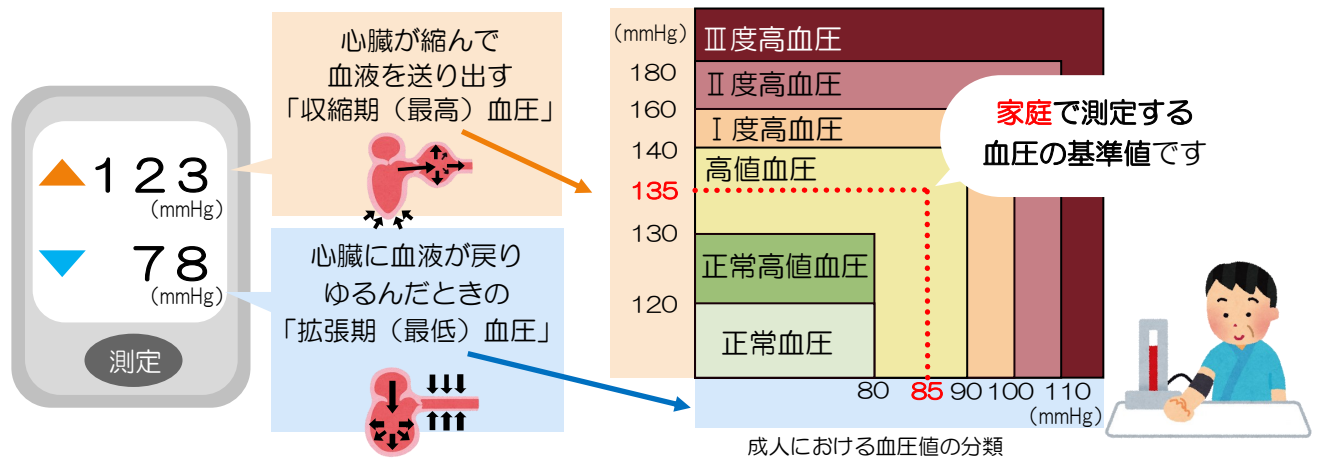 123
(mmHg)
78
(mmHg)
測定
心臓が縮んで
血液を送り出す
「収縮期（最高）血圧」
心臓に血液が戻り
ゆるんだときの
「拡張期（最低）血圧」
(mmHg)
180
160
140
135
130
120
Ⅲ度高血圧
Ⅱ度高血圧
Ⅰ度高血圧
高値血圧
正常高値血圧
正常血圧
80 85 90 100 110
(mmHg)
成人における血圧値の分類
家庭で測定する
血圧の基準値です